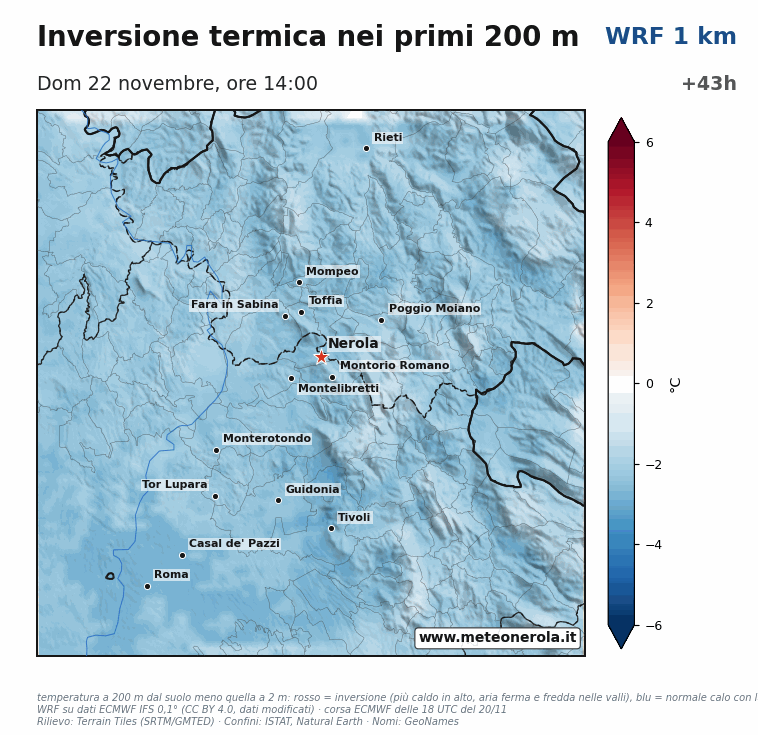 Inversione termica nei primi 200 m WRF 1 km
Dom 22 novembre, ore 14:00 +43h
Rieti
Mompeo
Toffia
Fara in Sabina
Poggio Moiano
Nerola
Montorio Romano
Montelibretti
Monterotondo
Tor Lupara
Guidonia
Tivoli
Casal de' Pazzi
Roma
www.meteonerola.it
6
4
2
0
−2
−4
−6
°C
temperatura a 200 m dal suolo meno quella a 2 m: rosso = inversione (più caldo in alto, aria ferma e fredda nelle valli), blu = normale calo con l
WRF su dati ECMWF IFS 0,1° (CC BY 4.0, dati modificati) · corsa ECMWF delle 18 UTC del 20/11
Rilievo: Terrain Tiles (SRTM/GMTED) · Confini: ISTAT, Natural Earth · Nomi: GeoNames